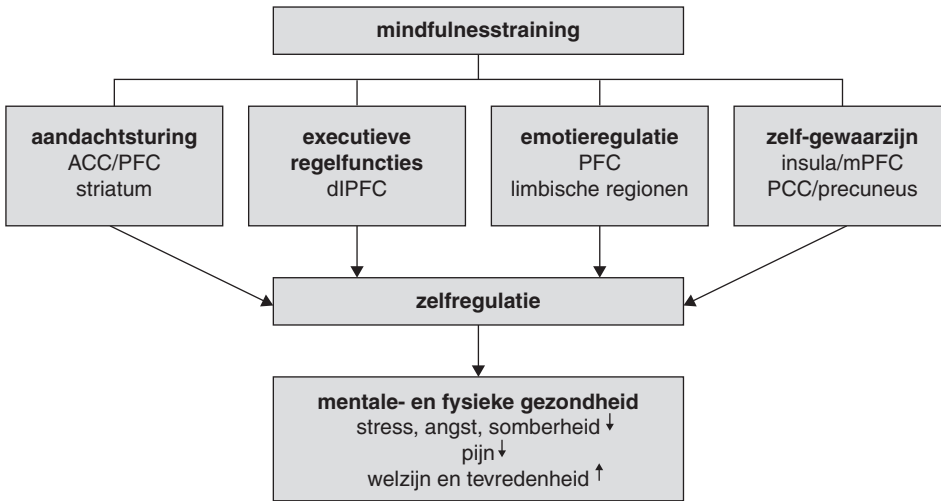 mindfulnesstraining
aandachtsturing
ACC/PFC
striatum
executieve
regelfuncties
dlPFC
emotieregulatie
PFC
limbische regionen
zelf-gewaarzijn
insula/mPFC
PCC/precuneus
zelfregulatie
mentale- en fysieke gezondheid
stress, angst, somberheid ↓
pijn ↓
welzijn en tevredenheid ↑